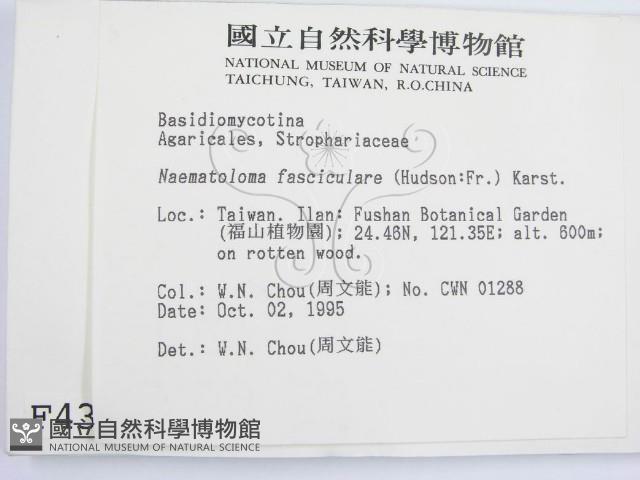 國立自然科學博物館
NATIONAL MUSEUM OF NATURAL SCIENCE
TAICHUNG, TAIWAN, R.O.CHINA
Basidiomycotina
Agaricales, Strophariaceae
Naematoloma fasciculare (Hudson:Fr.) Karst.
Loc.: Taiwan. Ilan: Fushan Botanical Garden
(福山植物園); 24.46N, 121.35E; alt. 600m;
on rotten wood.
Col.: W.N. Chou(周文能); No. CWN 01288
Date: Oct. 02, 1995
Det.: W.N. Chou(周文能)
F43
國立自然科學博物館
NATIONAL MUSEUM OF NATURAL SCIENCE